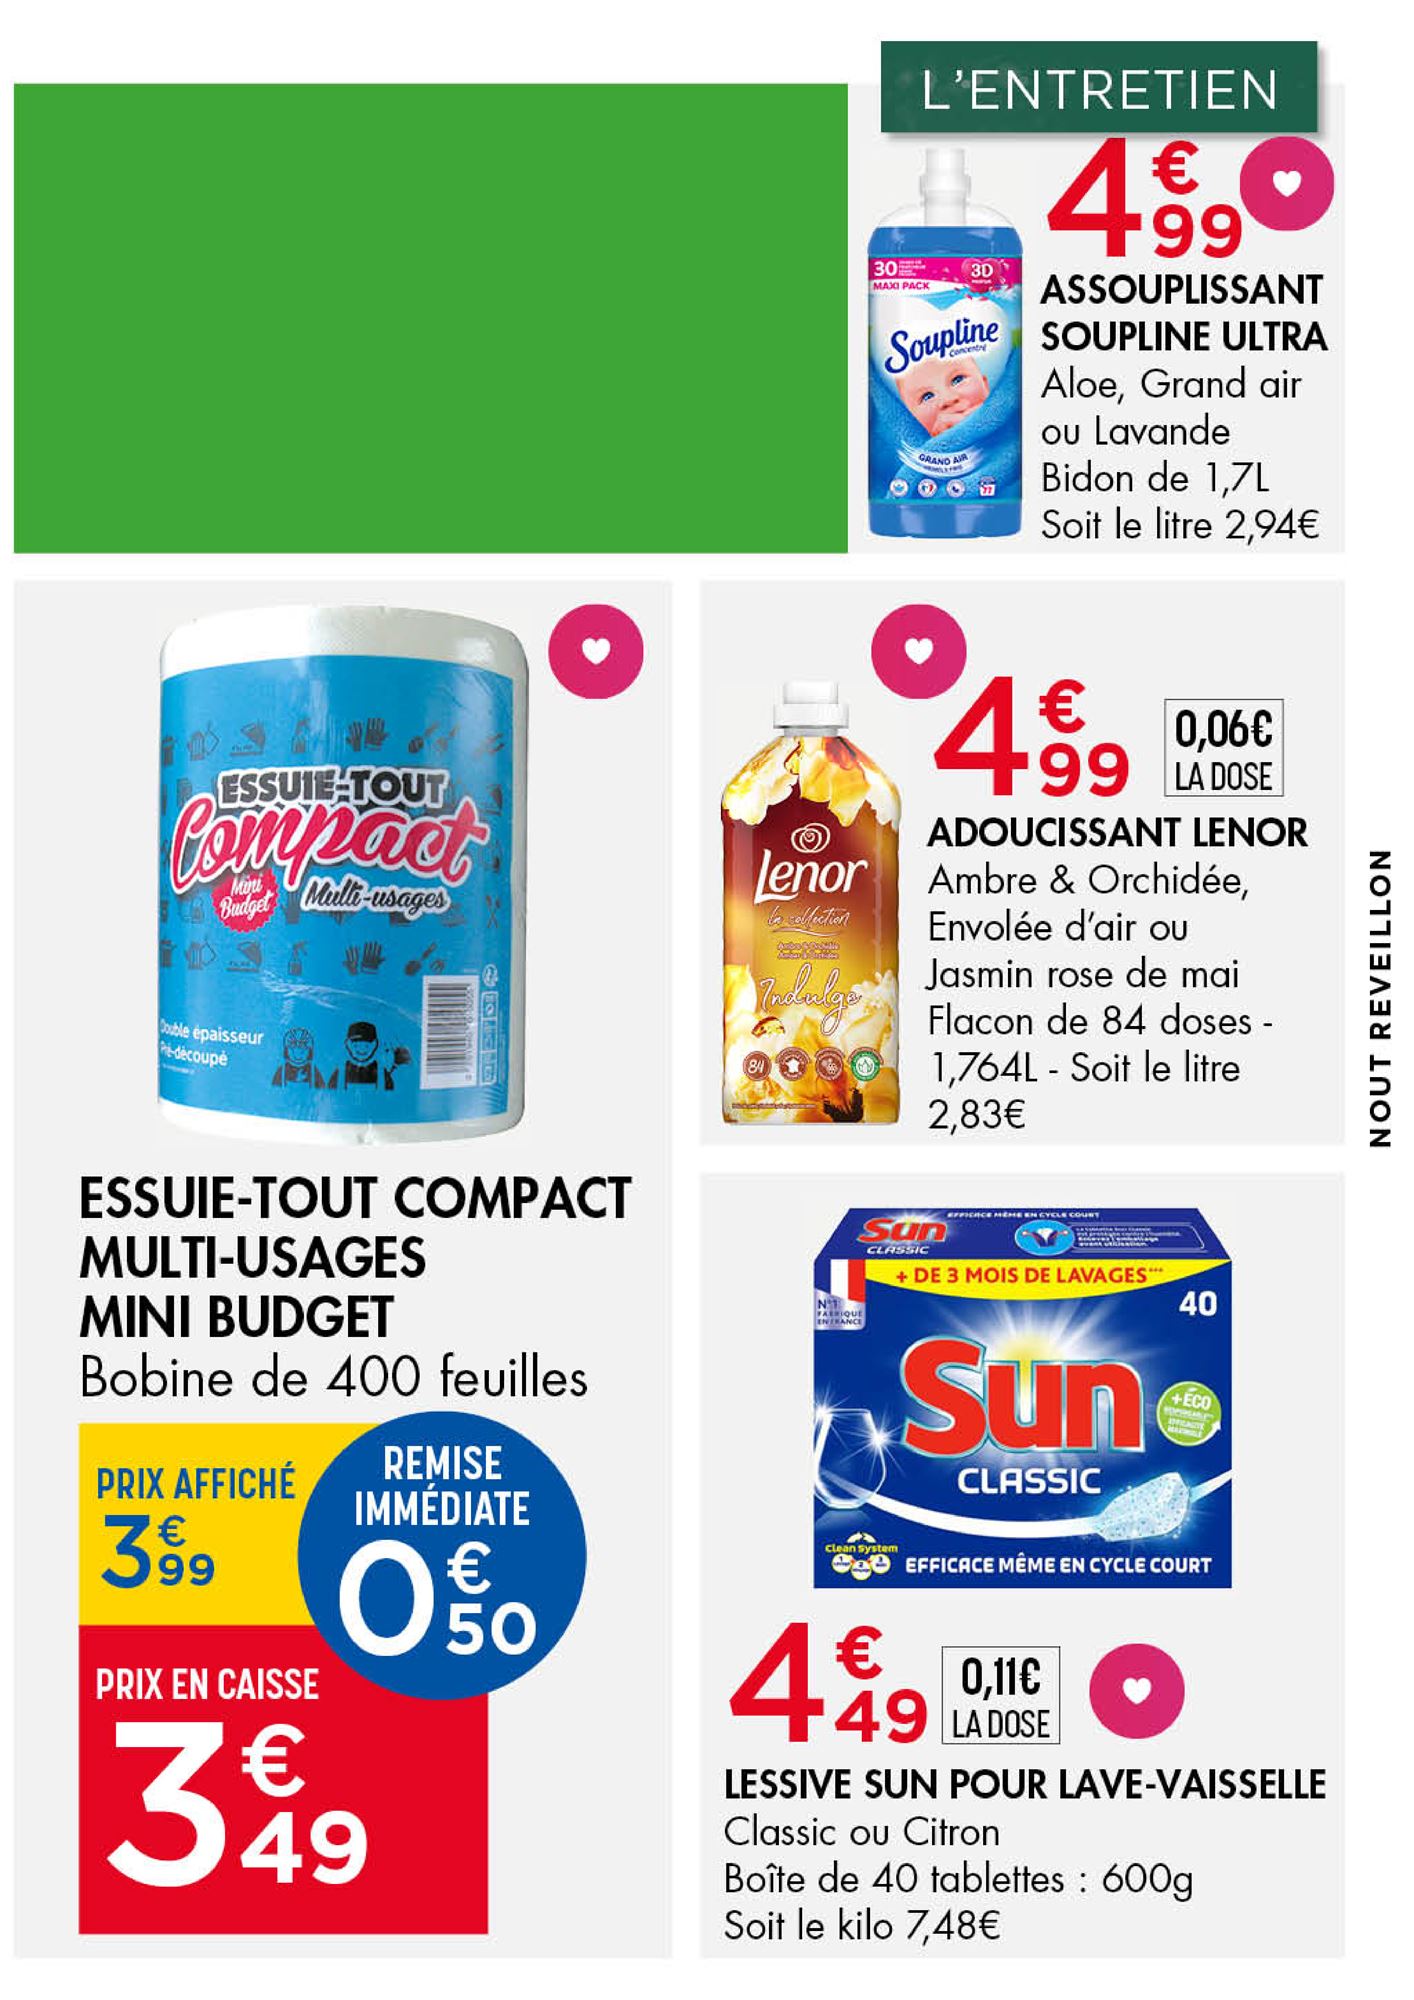 L'ENTRETIEN
4€99
30
MAXI PACK
3D
Soupline
Concentré
GRAND AIR
ASSOUPLISSANT
SOUPLINE ULTRA
Aloe, Grand air
ou Lavande
Bidon de 1,7L
Soit le litre 2,94€
ESSUIE-TOUT
Compact
Mini
Budget
Multi-usages
Double épaisseur
Pré-découpé
ESSUIE-TOUT COMPACT
MULTI-USAGES
MINI BUDGET
Bobine de 400 feuilles
PRIX AFFICHÉ
3€99
REMISE
IMMÉDIATE
0€50
PRIX EN CAISSE
3€49
4€99
0,06€
LA DOSE
Lenor
la collection
Ambre & Orchidée
Indulge
84
ADOUCISSANT LENOR
Ambre & Orchidée,
Envolée d'air ou
Jasmin rose de mai
Flacon de 84 doses -
1,764L - Soit le litre
2,83€
NOUT REVEILLON
Sun
CLASSIC
EFFICACE MÊME EN CYCLE COURT
+ DE 3 MOIS DE LAVAGES***
N°1
FABRIQUÉ
EN FRANCE
40
Sun
CLASSIC
+ ÉCO
Clean System
1 2 3
EFFICACE MÊME EN CYCLE COURT
4€49
0,11€
LA DOSE
LESSIVE SUN POUR LAVE-VAISSELLE
Classic ou Citron
Boîte de 40 tablettes : 600g
Soit le kilo 7,48€